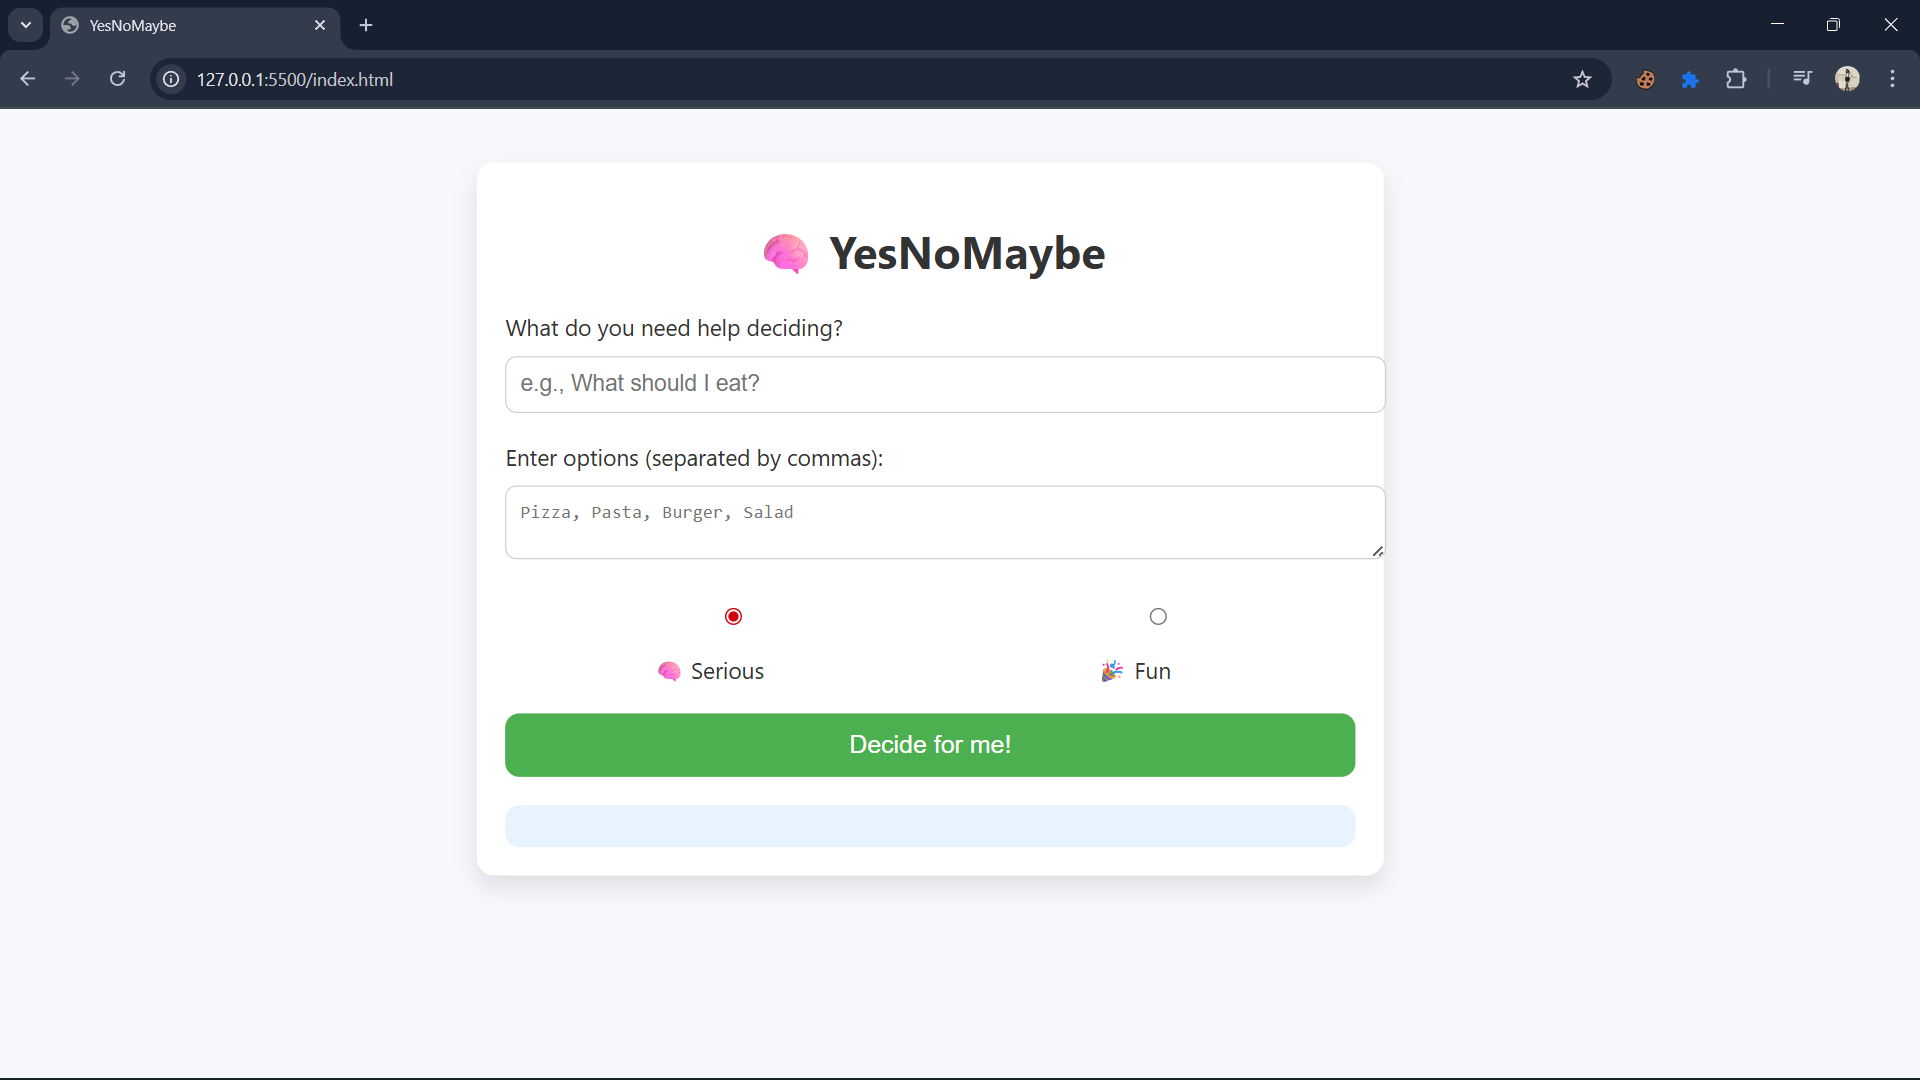 YesNoMaybe
127.0.0.1:5500/index.html
YesNoMaybe
What do you need help deciding?
e.g., What should I eat?
Enter options (separated by commas):
Pizza, Pasta, Burger, Salad
Serious
Fun
Decide for me!